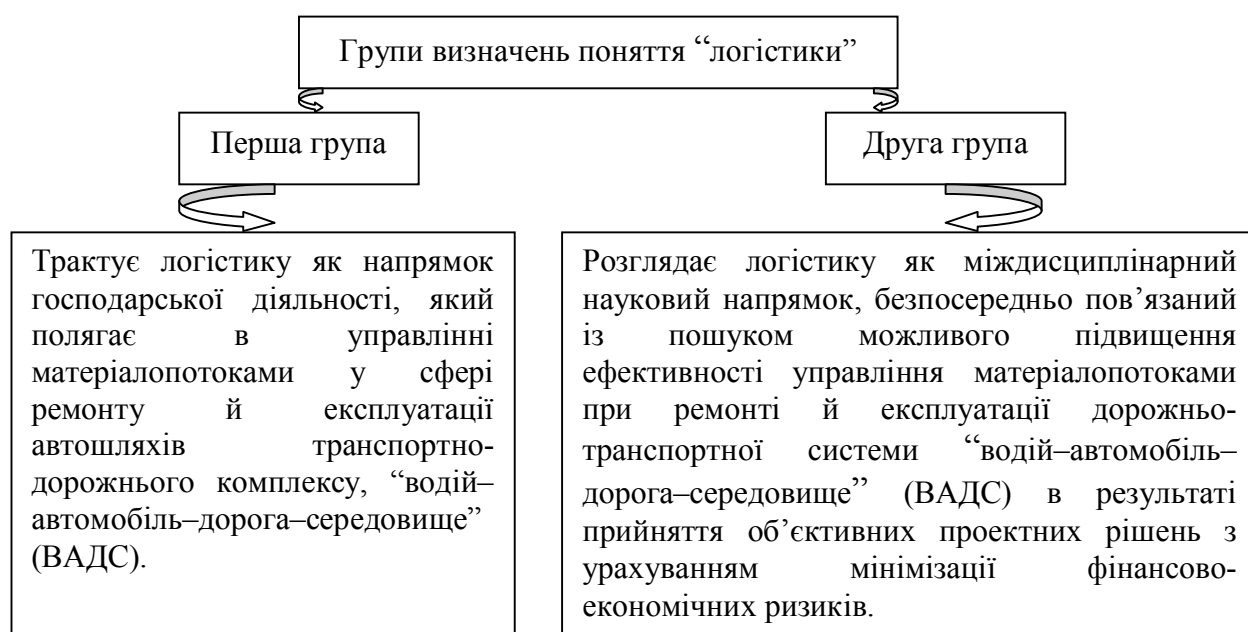 Групи визначень поняття “логістики”
Перша група
Друга група
Трактує логістику як напрямок
господарської діяльності, який
полягає в управлінні
матеріалопотоками у сфері
ремонту й експлуатації
автошляхів транспортно-
дорожнього комплексу, “водій–
автомобіль–дорога–середовище”
(ВАДС).
Розглядає логістику як міждисциплінарний
науковий напрямок, безпосередньо пов’язаний
із пошуком можливого підвищення
ефективності управління матеріалопотоками
при ремонті й експлуатації дорожньо-
транспортної системи “водій–автомобіль–
дорога–середовище” (ВАДС) в результаті
прийняття об’єктивних проектних рішень з
урахуванням мінімізації фінансово-
економічних ризиків.